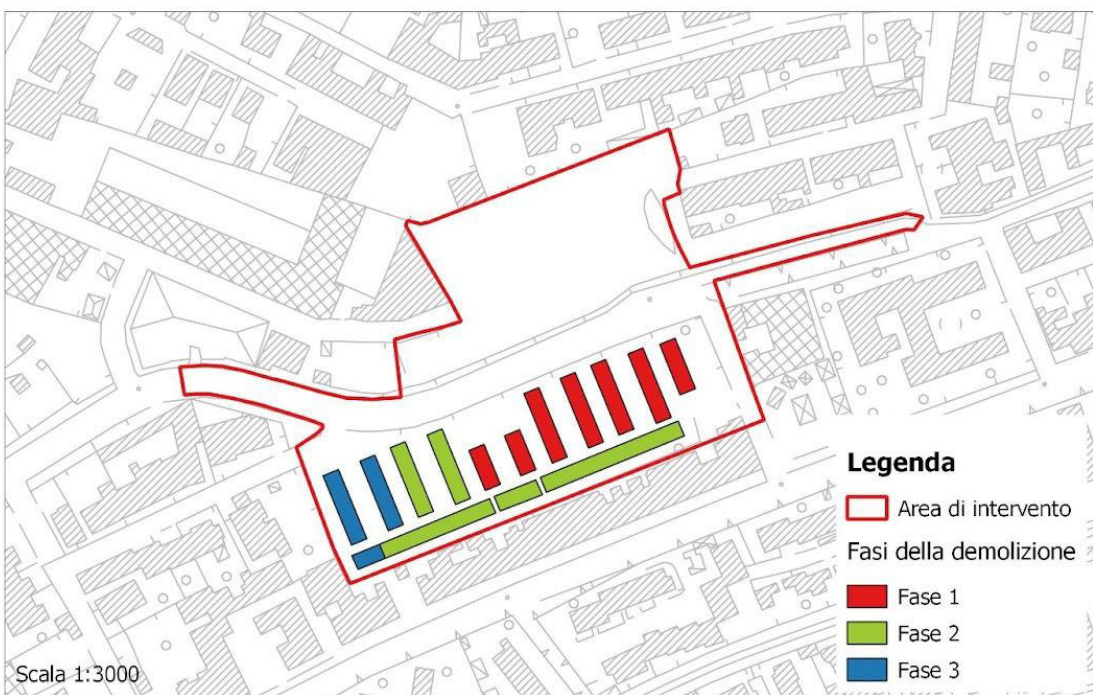 Legenda
Area di intervento
Fasi della demolizione
Fase 1
Fase 2
Fase 3
Scala 1:3000